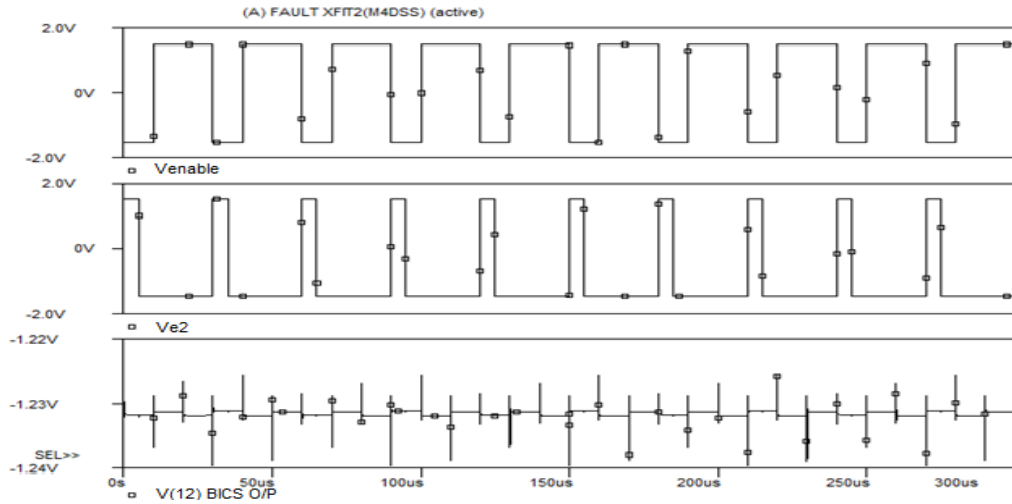 (A) FAULT XFIT2(M4DSS) (active)
2.0V
0V
-2.0V
Venable
2.0V
0V
-2.0V
Ve2
-1.22V
-1.23V
SEL>>
-1.24V
0s 50us 100us 150us 200us 250us 300us
V(12) BICS O/P